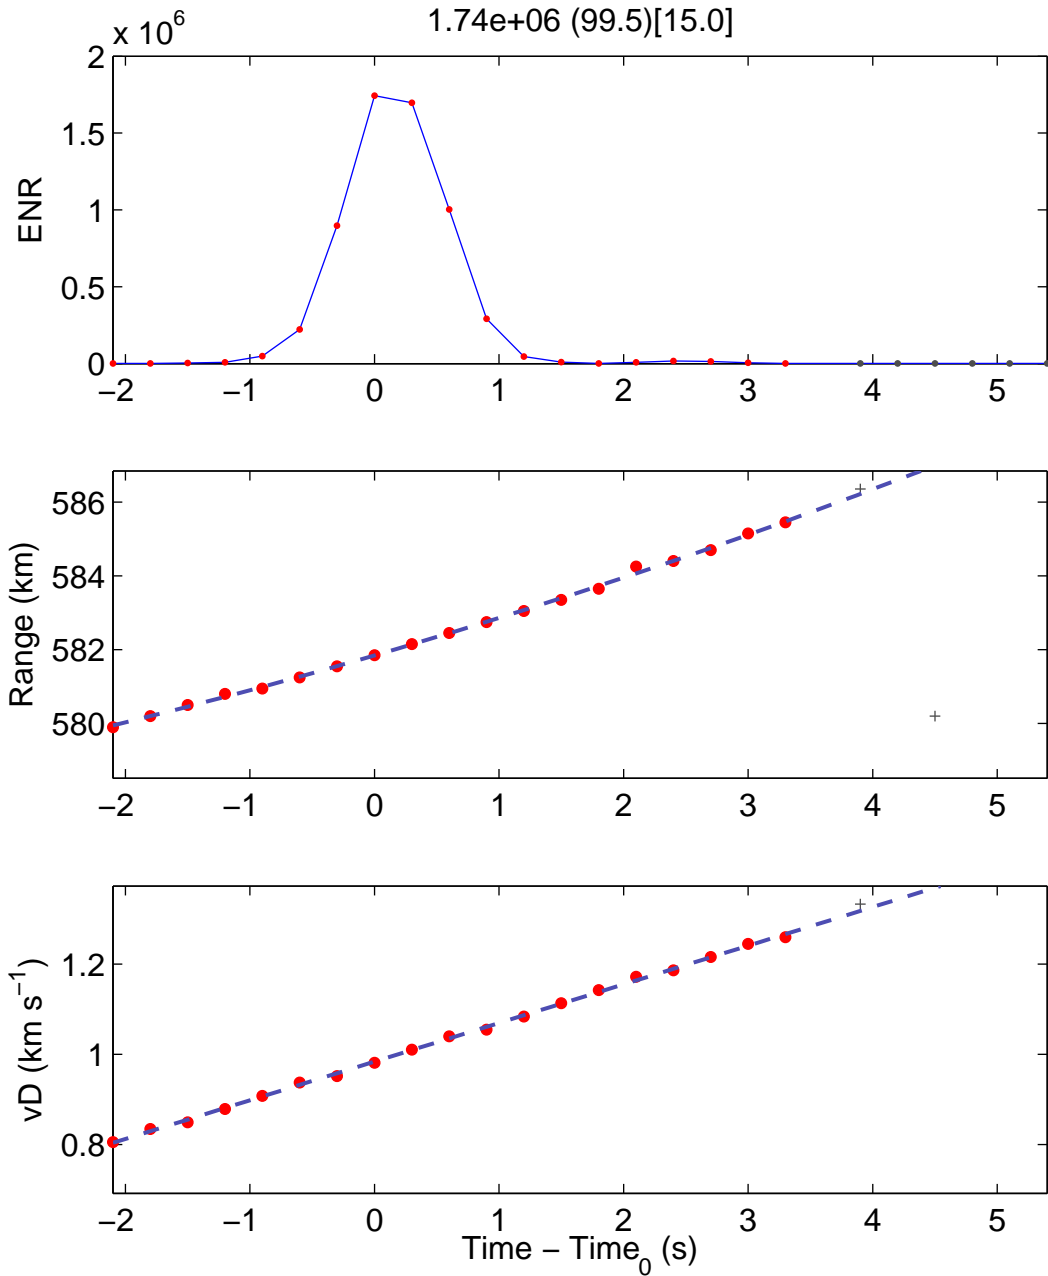 1.74e+06 (99.5)[15.0]
x 10^6
ENR
2
1.5
1
0.5
0
−2 −1 0 1 2 3 4 5
Range (km)
586
584
582
580
−2 −1 0 1 2 3 4 5
vD (km s^−1)
1.2
1
0.8
−2 −1 0 1 2 3 4 5
Time − Time_0 (s)